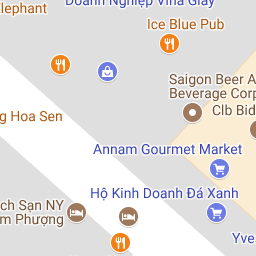 Doanh Nghiệp Vina Giày
Elephant
Ice Blue Pub
Saigon Beer A
Beverage Corp
Clb Bid
g Hoa Sen
Annam Gourmet Market
Hộ Kinh Doanh Đá Xanh
ch Sạn NY
m Phượng
Yve